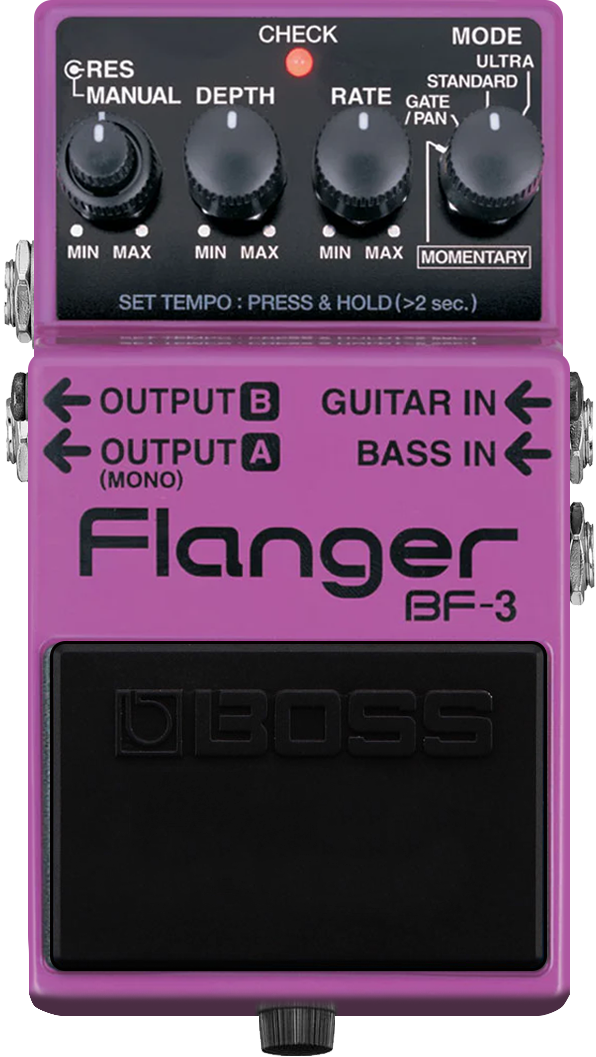 CHECK
MODE
RES
MANUAL
DEPTH
RATE
GATE
/PAN
STANDARD
ULTRA
MIN MAX
MIN MAX
MIN MAX
MOMENTARY
SET TEMPO : PRESS & HOLD (>2 sec.)
OUTPUT B
GUITAR IN
OUTPUT A
(MONO)
BASS IN
Flanger
BF-3
BOSS